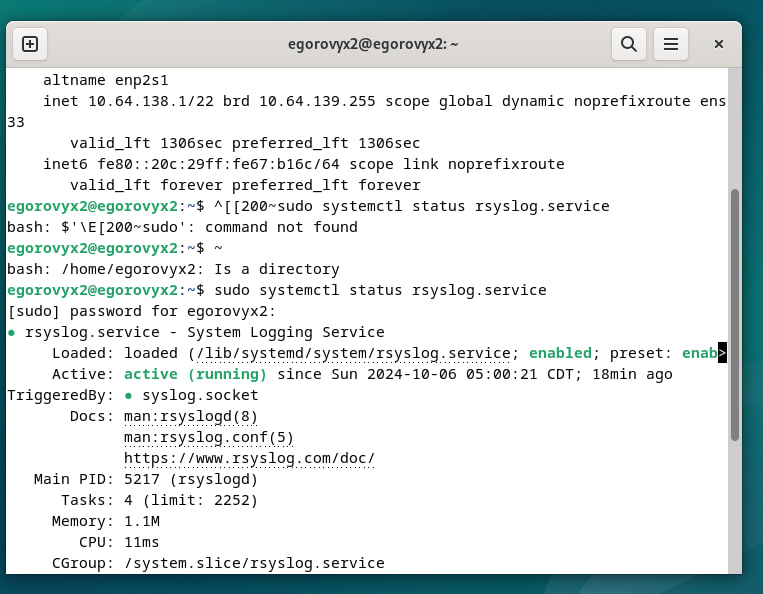 egorovyx2@egorovyx2: ~
altname enp2s1
inet 10.64.138.1/22 brd 10.64.139.255 scope global dynamic noprefixroute ens
33
valid_lft 1306sec preferred_lft 1306sec
inet6 fe80::20c:29ff:fe67:b16c/64 scope link noprefixroute
valid_lft forever preferred_lft forever
egorovyx2@egorovyx2:~$ ^[[200~sudo systemctl status rsyslog.service
bash: $'\E[200~sudo': command not found
egorovyx2@egorovyx2:~$ ~
bash: /home/egorovyx2: Is a directory
egorovyx2@egorovyx2:~$ sudo systemctl status rsyslog.service
[sudo] password for egorovyx2:
● rsyslog.service - System Logging Service
Loaded: loaded (/lib/systemd/system/rsyslog.service; enabled; preset: enab>
Active: active (running) since Sun 2024-10-06 05:00:21 CDT; 18min ago
TriggeredBy: ● syslog.socket
Docs: man:rsyslogd(8)
man:rsyslog.conf(5)
https://www.rsyslog.com/doc/
Main PID: 5217 (rsyslogd)
Tasks: 4 (limit: 2252)
Memory: 1.1M
CPU: 11ms
CGroup: /system.slice/rsyslog.service